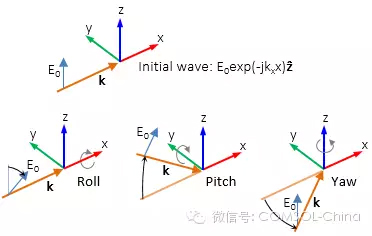 z
y
x
E₀
k
Initial wave: E₀exp(-jkₓx)ẑ
z
y
x
E₀
k
Roll
z
E₀
y
x
k
Pitch
z
y
x
E₀
k
Yaw
微信号: COMSOL-China